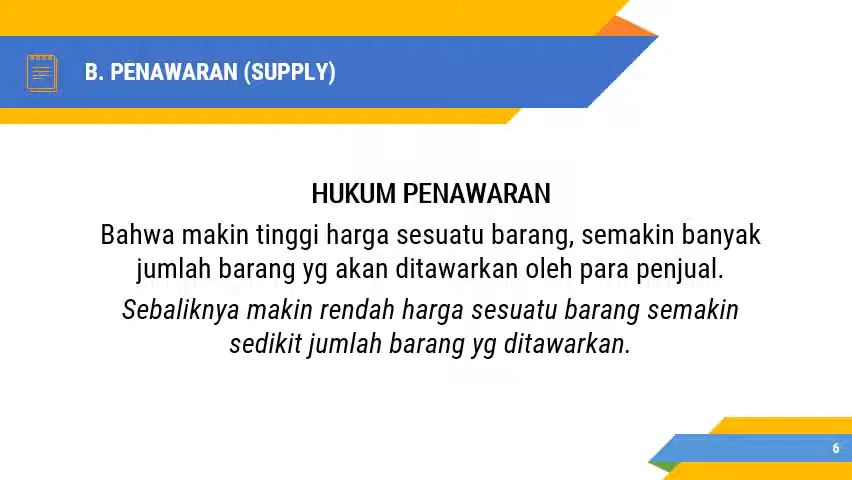 B. PENAWARAN (SUPPLY)
HUKUM PENAWARAN
Bahwa makin tinggi harga sesuatu barang, semakin banyak
jumlah barang yg akan ditawarkan oleh para penjual.
Sebaliknya makin rendah harga sesuatu barang semakin
sedikit jumlah barang yg ditawarkan.
6